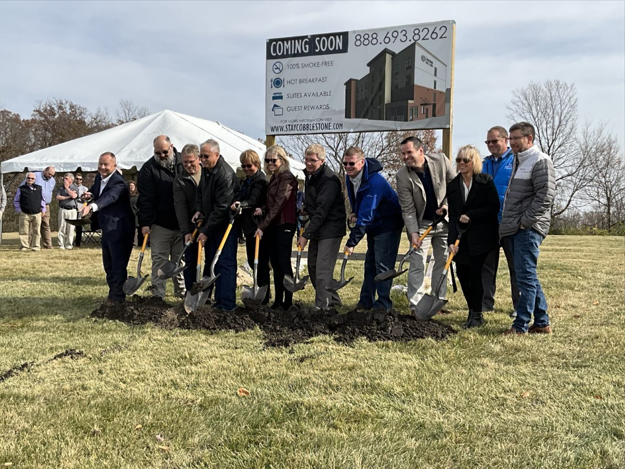 COMING SOON 888.693.8262
100% SMOKE-FREE
HOT BREAKFAST
SUITES AVAILABLE
GUEST REWARDS
WWW.STAYCOBBLESTONE.COM